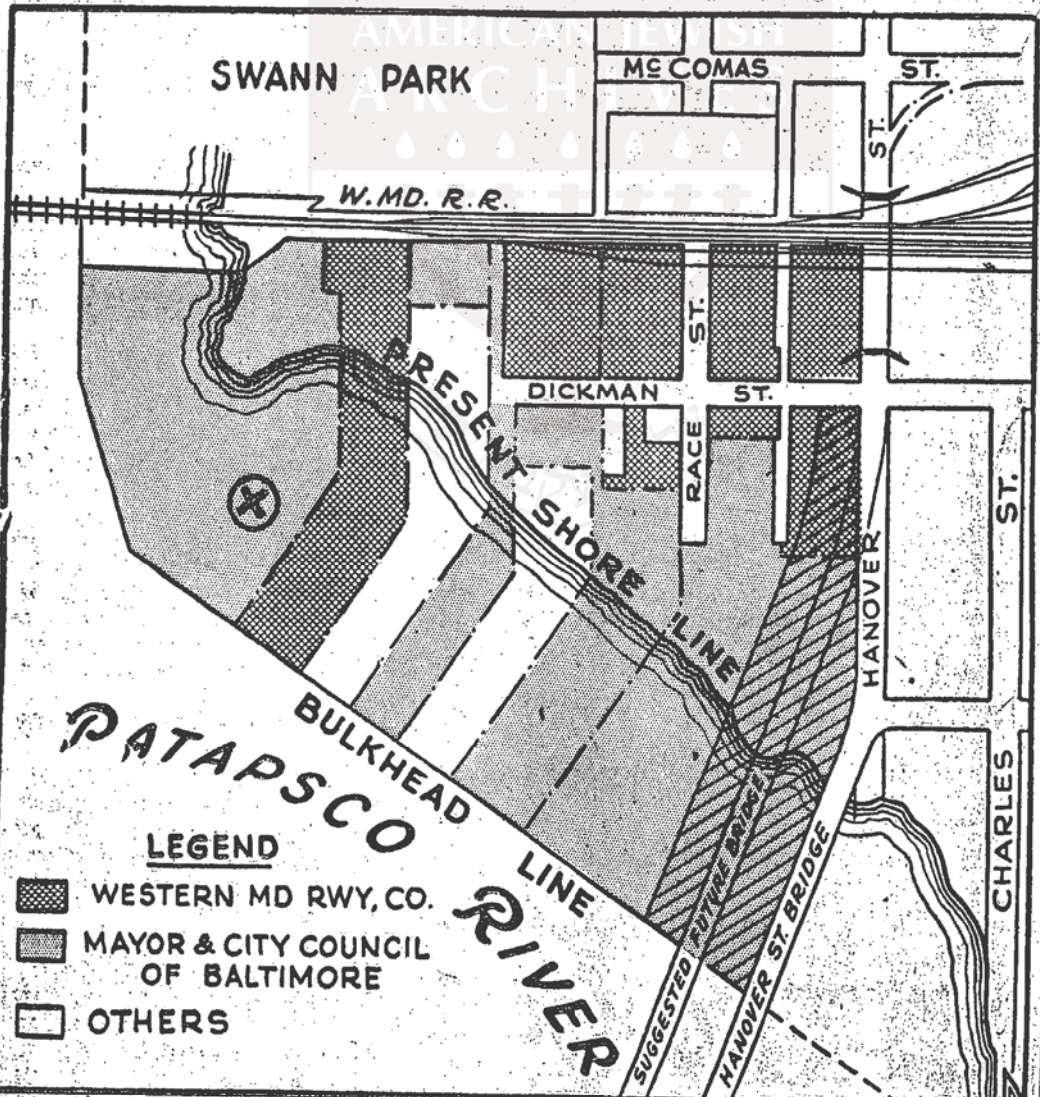 AMERICAN JEWISH
ARCHIVES
SWANN PARK
McCOMAS ST.
ST.
W. MD. R. R.
RACE ST.
DICKMAN ST.
PRESENT SHORE LINE
HANOVER
ST.
CHARLES
BULKHEAD LINE
PATAPSCO RIVER
SUGGESTED FUTURE BRIDGE
HANOVER ST. BRIDGE
LEGEND
WESTERN MD RWY, CO.
MAYOR & CITY COUNCIL
OF BALTIMORE
OTHERS